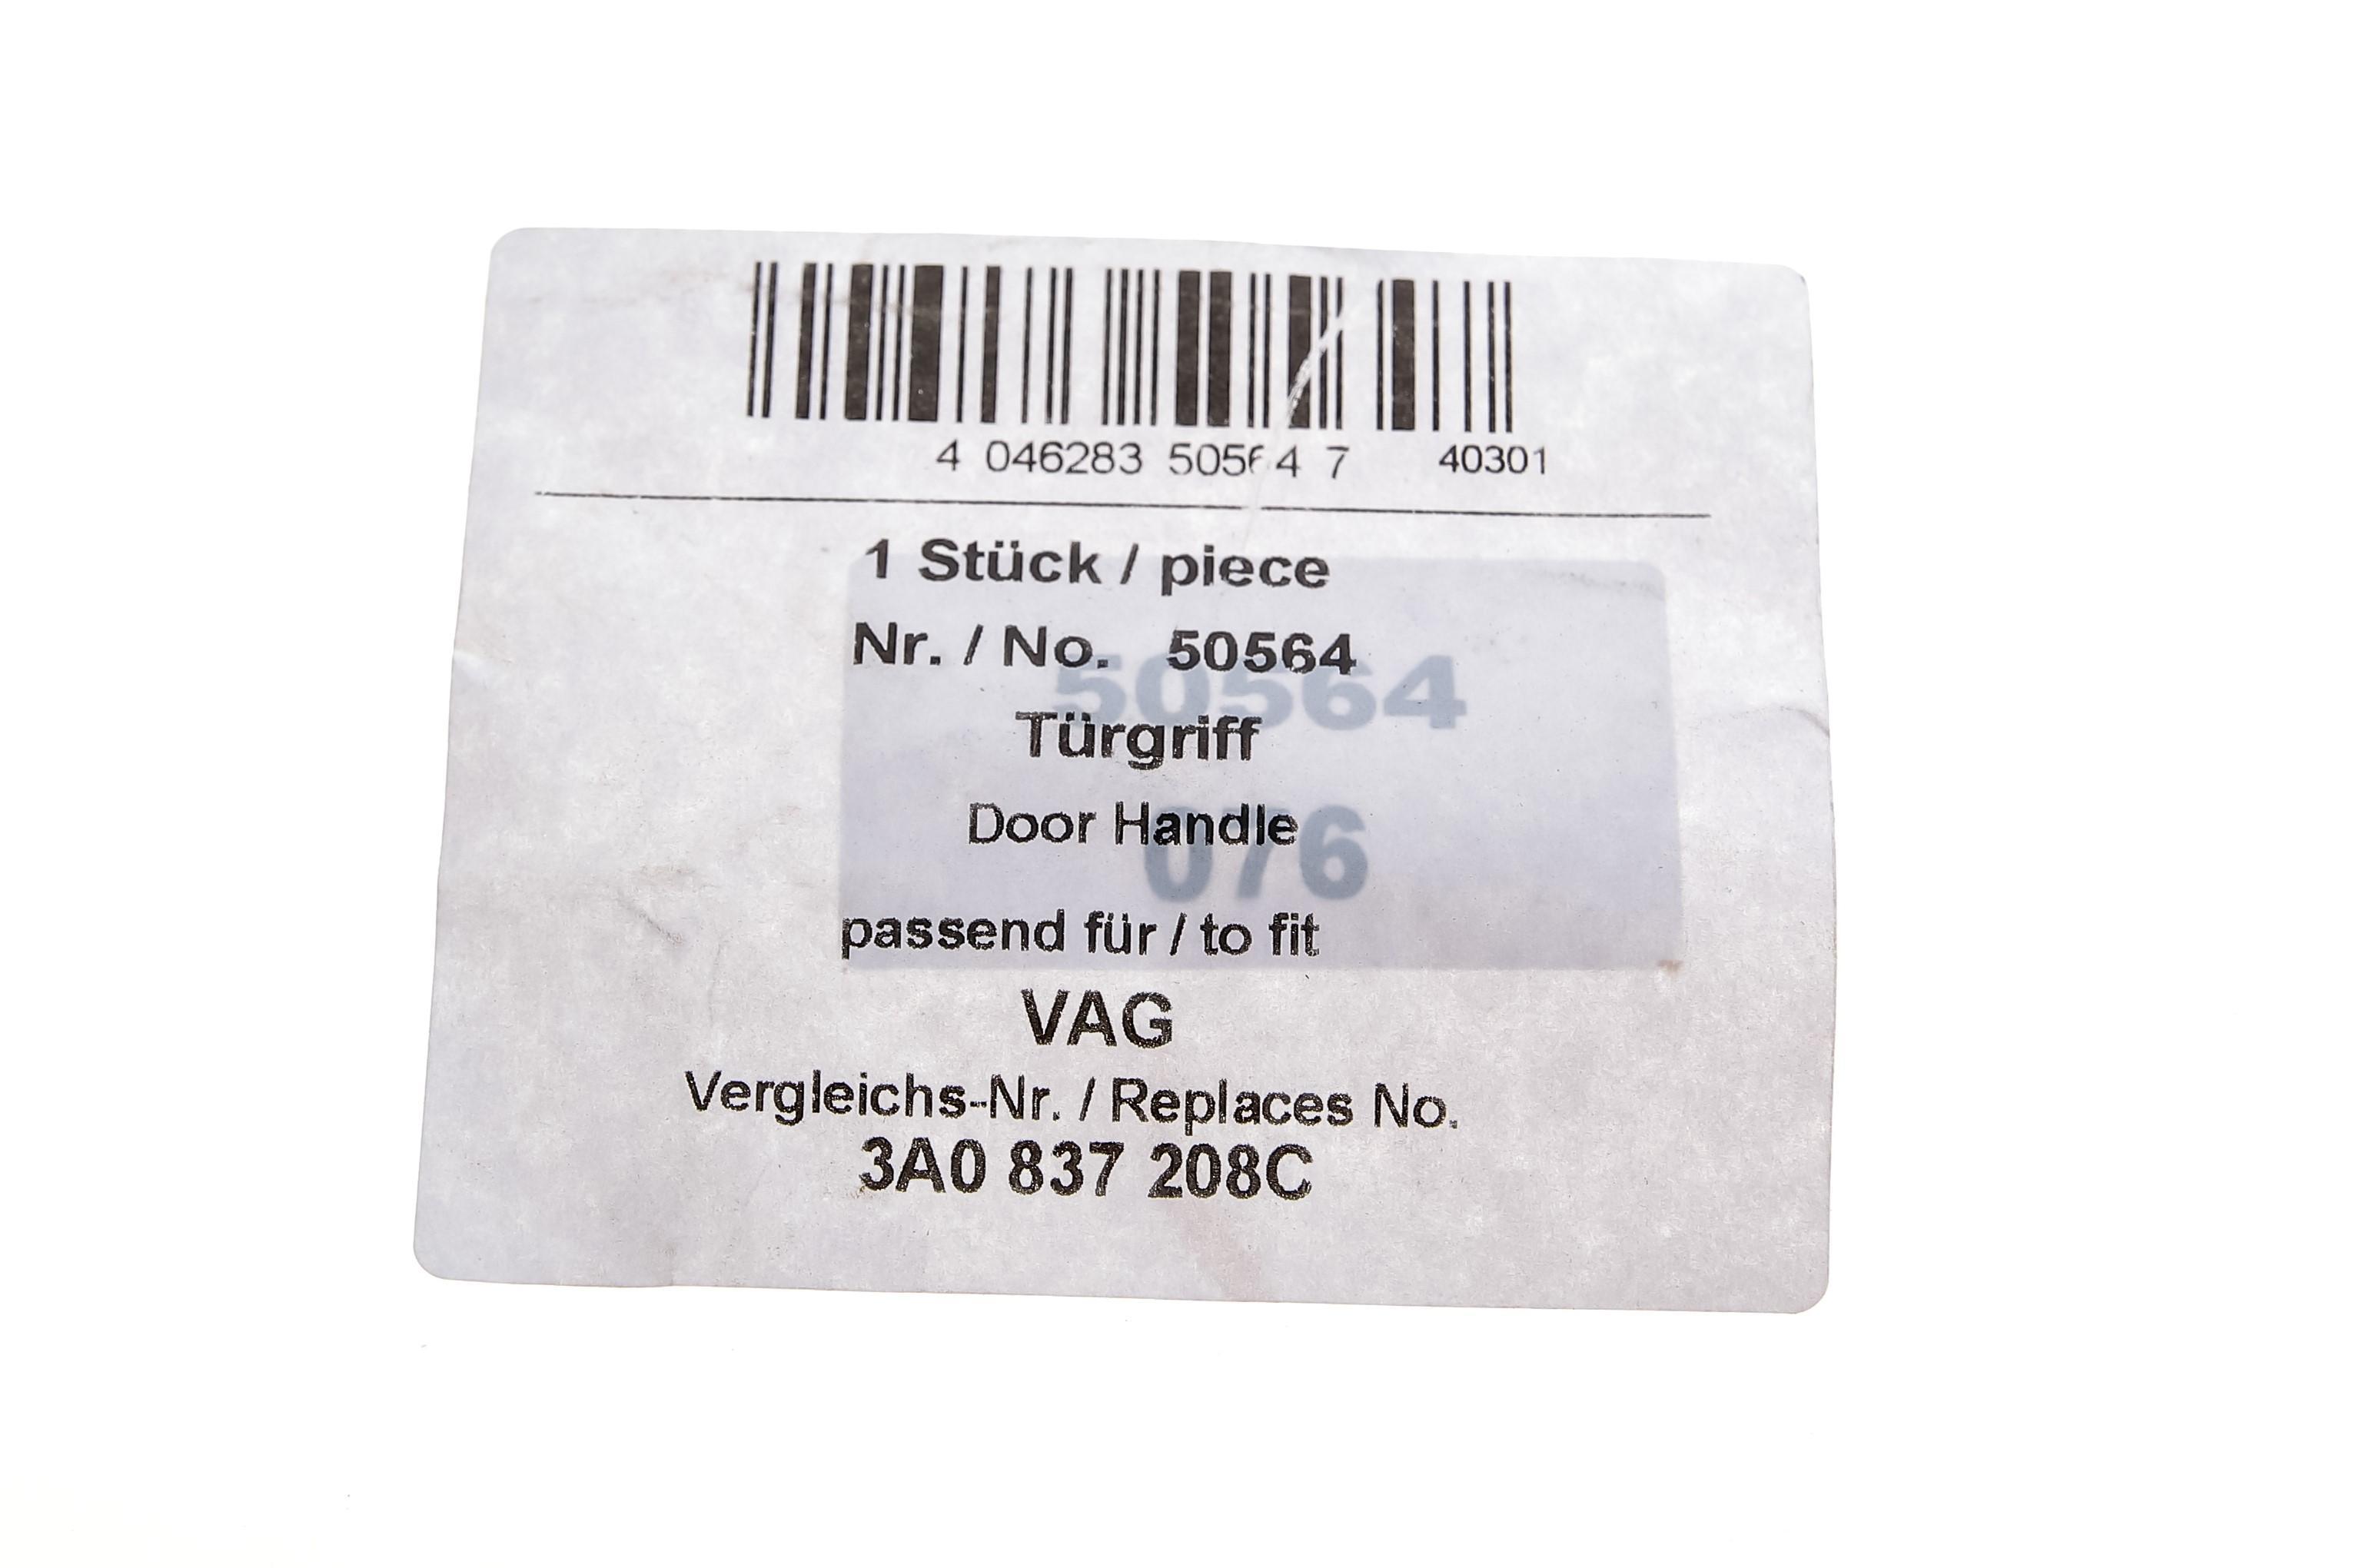 4 046283 50564 7 40301
1 Stück / piece
Nr. / No. 50564
50564
Türgriff
Door Handle
076
passend für / to fit
VAG
Vergleichs-Nr. / Replaces No.
3A0 837 208C